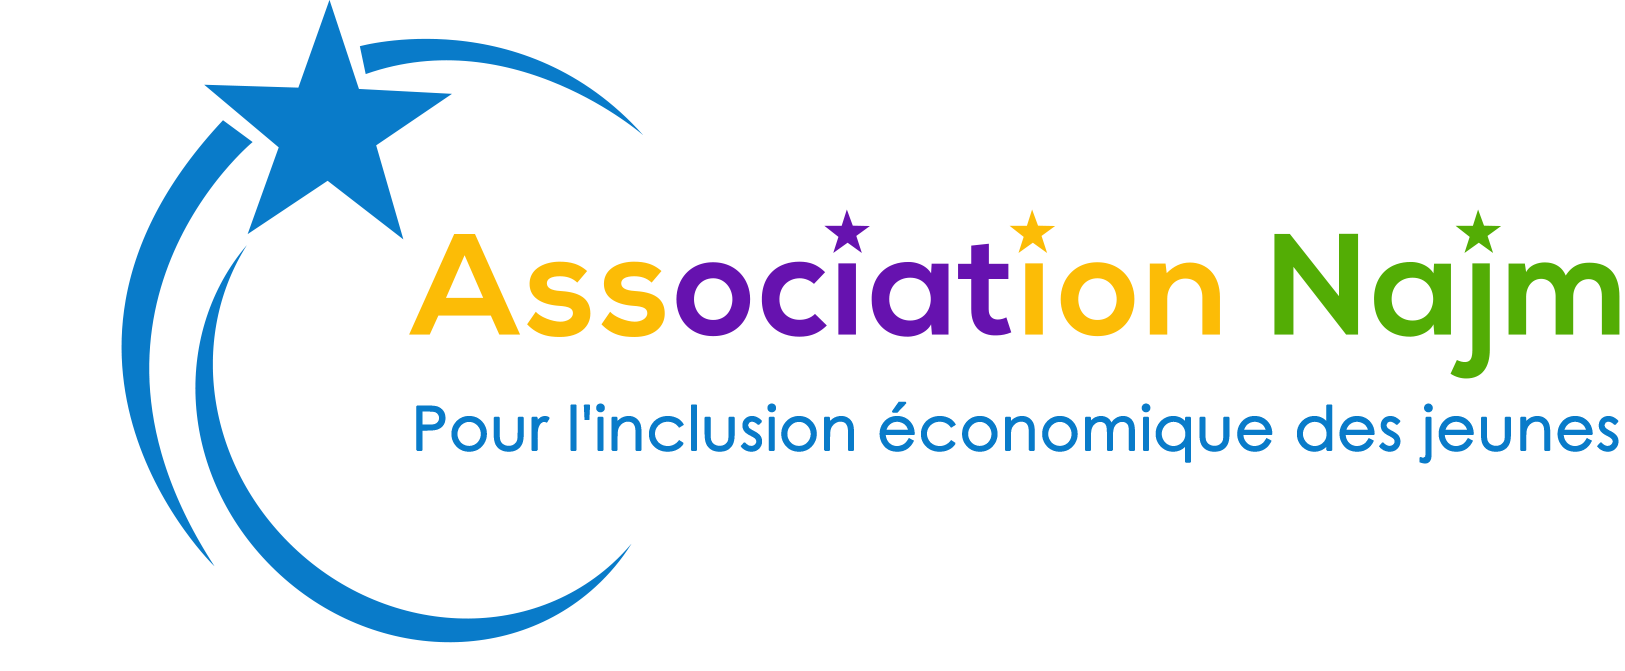 Association Najm
Pour l'inclusion économique des jeunes